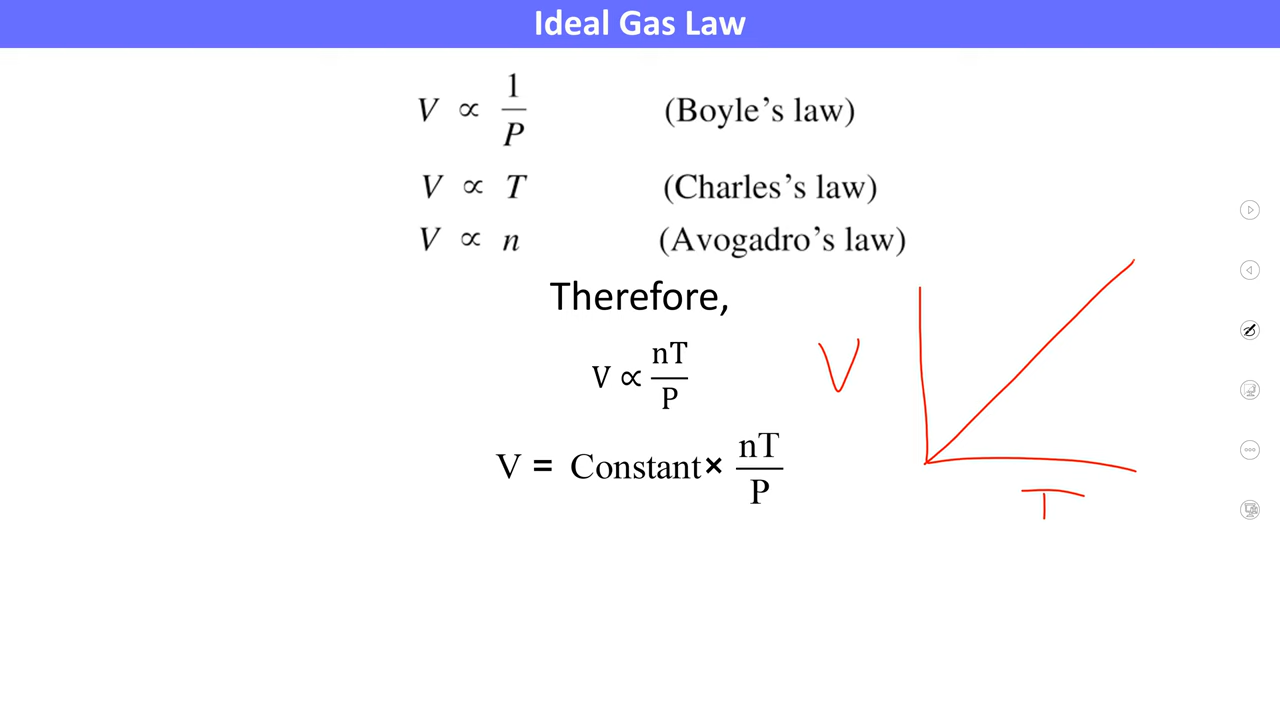 Ideal Gas Law
V ∝ 1/P (Boyle's law)
V ∝ T (Charles's law)
V ∝ n (Avogadro's law)
Therefore,
V ∝ nT/P
V = Constant × nT/P
V
T